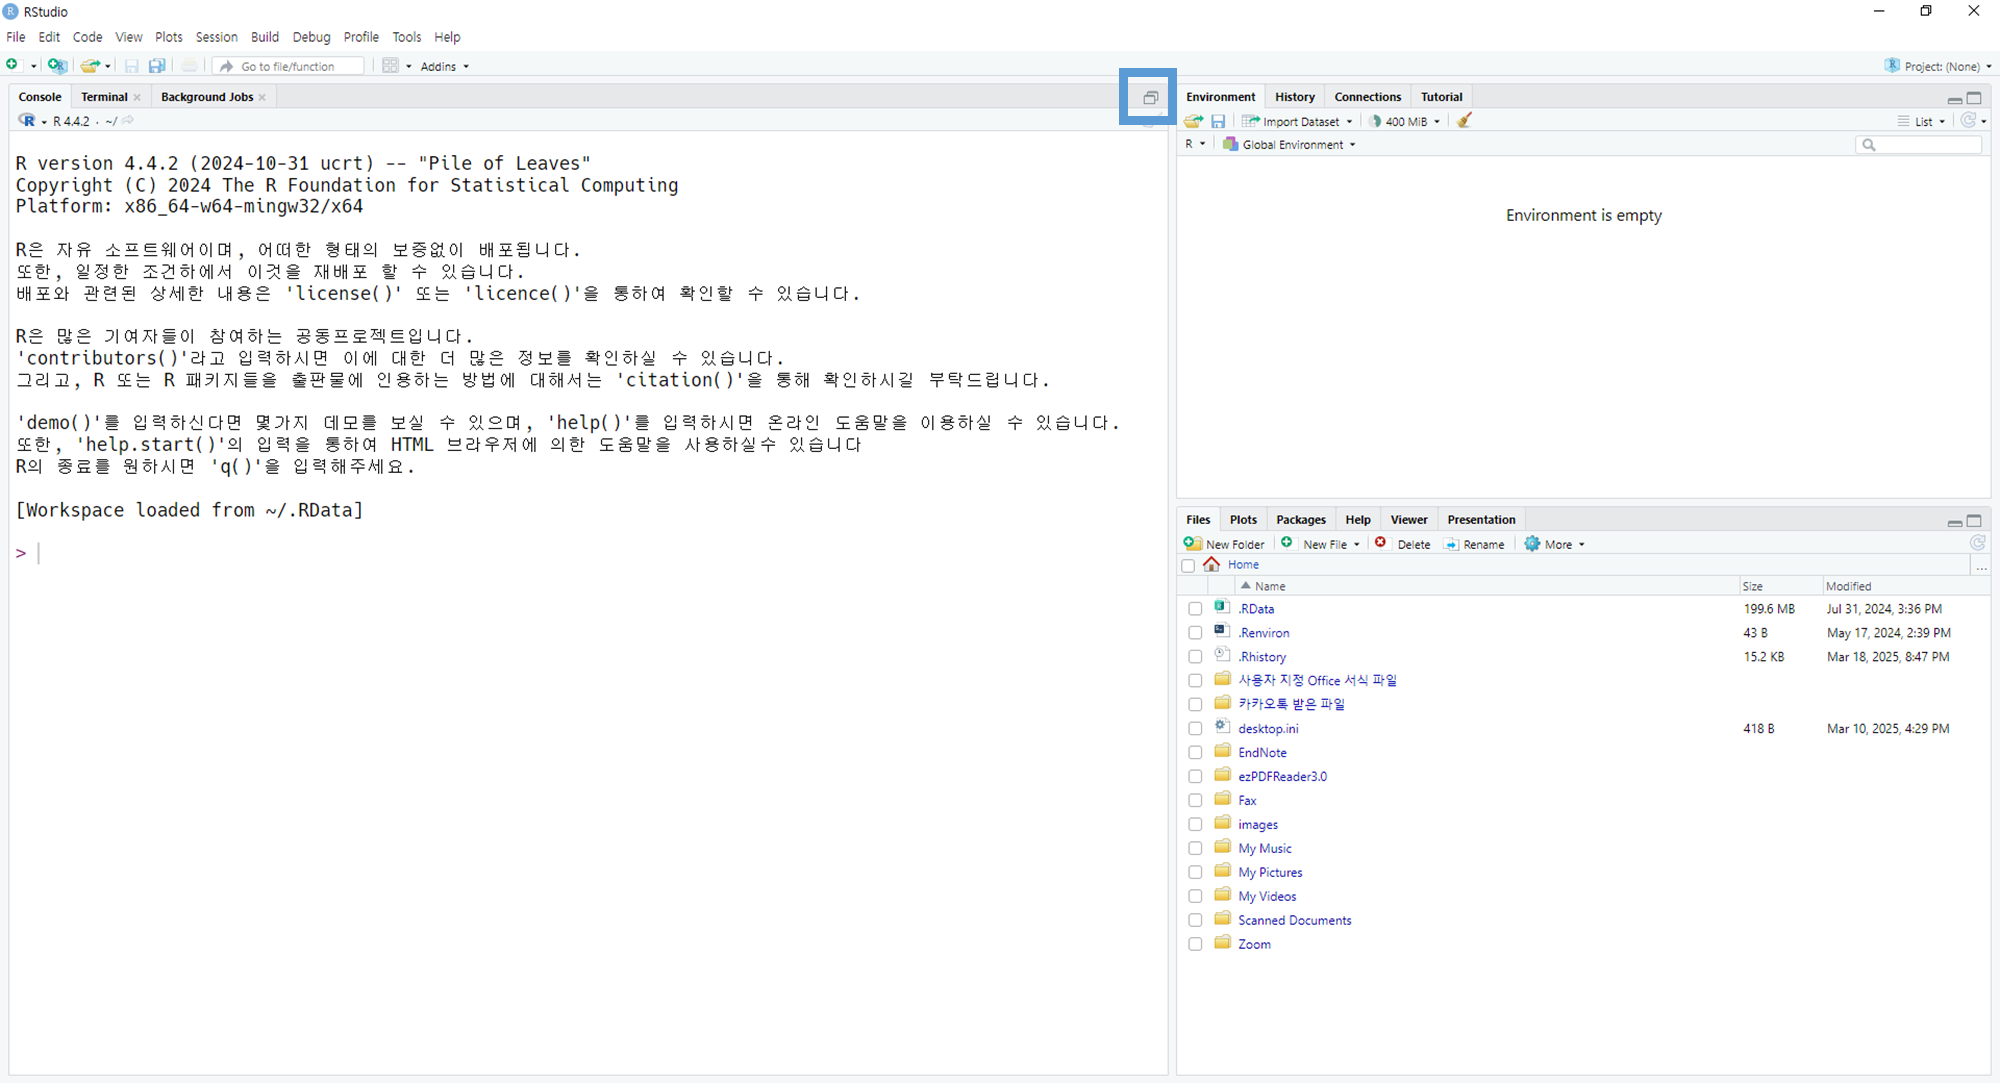 RStudio
File Edit Code View Plots Session Build Debug Profile Tools Help
Go to file/function Addins Project: (None)
Console Terminal Background Jobs
R 4.4.2 · ~/
R version 4.4.2 (2024-10-31 ucrt) -- "Pile of Leaves"
Copyright (C) 2024 The R Foundation for Statistical Computing
Platform: x86_64-w64-mingw32/x64
R은 자유 소프트웨어이며, 어떠한 형태의 보증없이 배포됩니다.
또한, 일정한 조건하에서 이것을 재배포 할 수 있습니다.
배포와 관련된 상세한 내용은 'license()' 또는 'licence()'을 통하여 확인할 수 있습니다.
R은 많은 기여자들이 참여하는 공동프로젝트입니다.
'contributors()'라고 입력하시면 이에 대한 더 많은 정보를 확인하실 수 있습니다.
그리고, R 또는 R 패키지들을 출판물에 인용하는 방법에 대해서는 'citation()'을 통해 확인하시길 부탁드립니다.
'demo()'를 입력하신다면 몇가지 데모를 보실 수 있으며, 'help()'를 입력하시면 온라인 도움말을 이용하실 수 있습니다.
또한, 'help.start()'의 입력을 통하여 HTML 브라우저에 의한 도움말을 사용하실수 있습니다
R의 종료를 원하시면 'q()'을 입력해주세요.
[Workspace loaded from ~/.RData]
>
Environment History Connections Tutorial
Import Dataset 400 MiB List
R Global Environment
Environment is empty
Files Plots Packages Help Viewer Presentation
New Folder New File Delete Rename More
Home ...
Name Size Modified
.RData 199.6 MB Jul 31, 2024, 3:36 PM
.Renviron 43 B May 17, 2024, 2:39 PM
.Rhistory 15.2 KB Mar 18, 2025, 8:47 PM
사용자 지정 Office 서식 파일
카카오톡 받은 파일
desktop.ini 418 B Mar 10, 2025, 4:29 PM
EndNote
ezPDFReader3.0
Fax
images
My Music
My Pictures
My Videos
Scanned Documents
Zoom